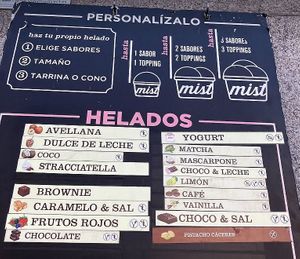 PERSONALÍZALO
haz tu propio helado
1 ELIGE SABORES
2 TAMAÑO
3 TARRINA O CONO
hasta
1 SABOR
1 TOPPING
mist
hasta
2 SABORES
2 TOPPINGS
mist
hasta
3 SABORES
3 TOPPINGS
mist
HELADOS
AVELLANA
DULCE DE LECHE
COCO
STRACCIATELLA
BROWNIE
CARAMELO & SAL
FRUTOS ROJOS
CHOCOLATE
YOGURT
MATCHA
MASCARPONE
CHOCO & LECHE
LIMÓN
CAFÉ
VAINILLA
CHOCO & SAL
PISTACHO CÁCERES